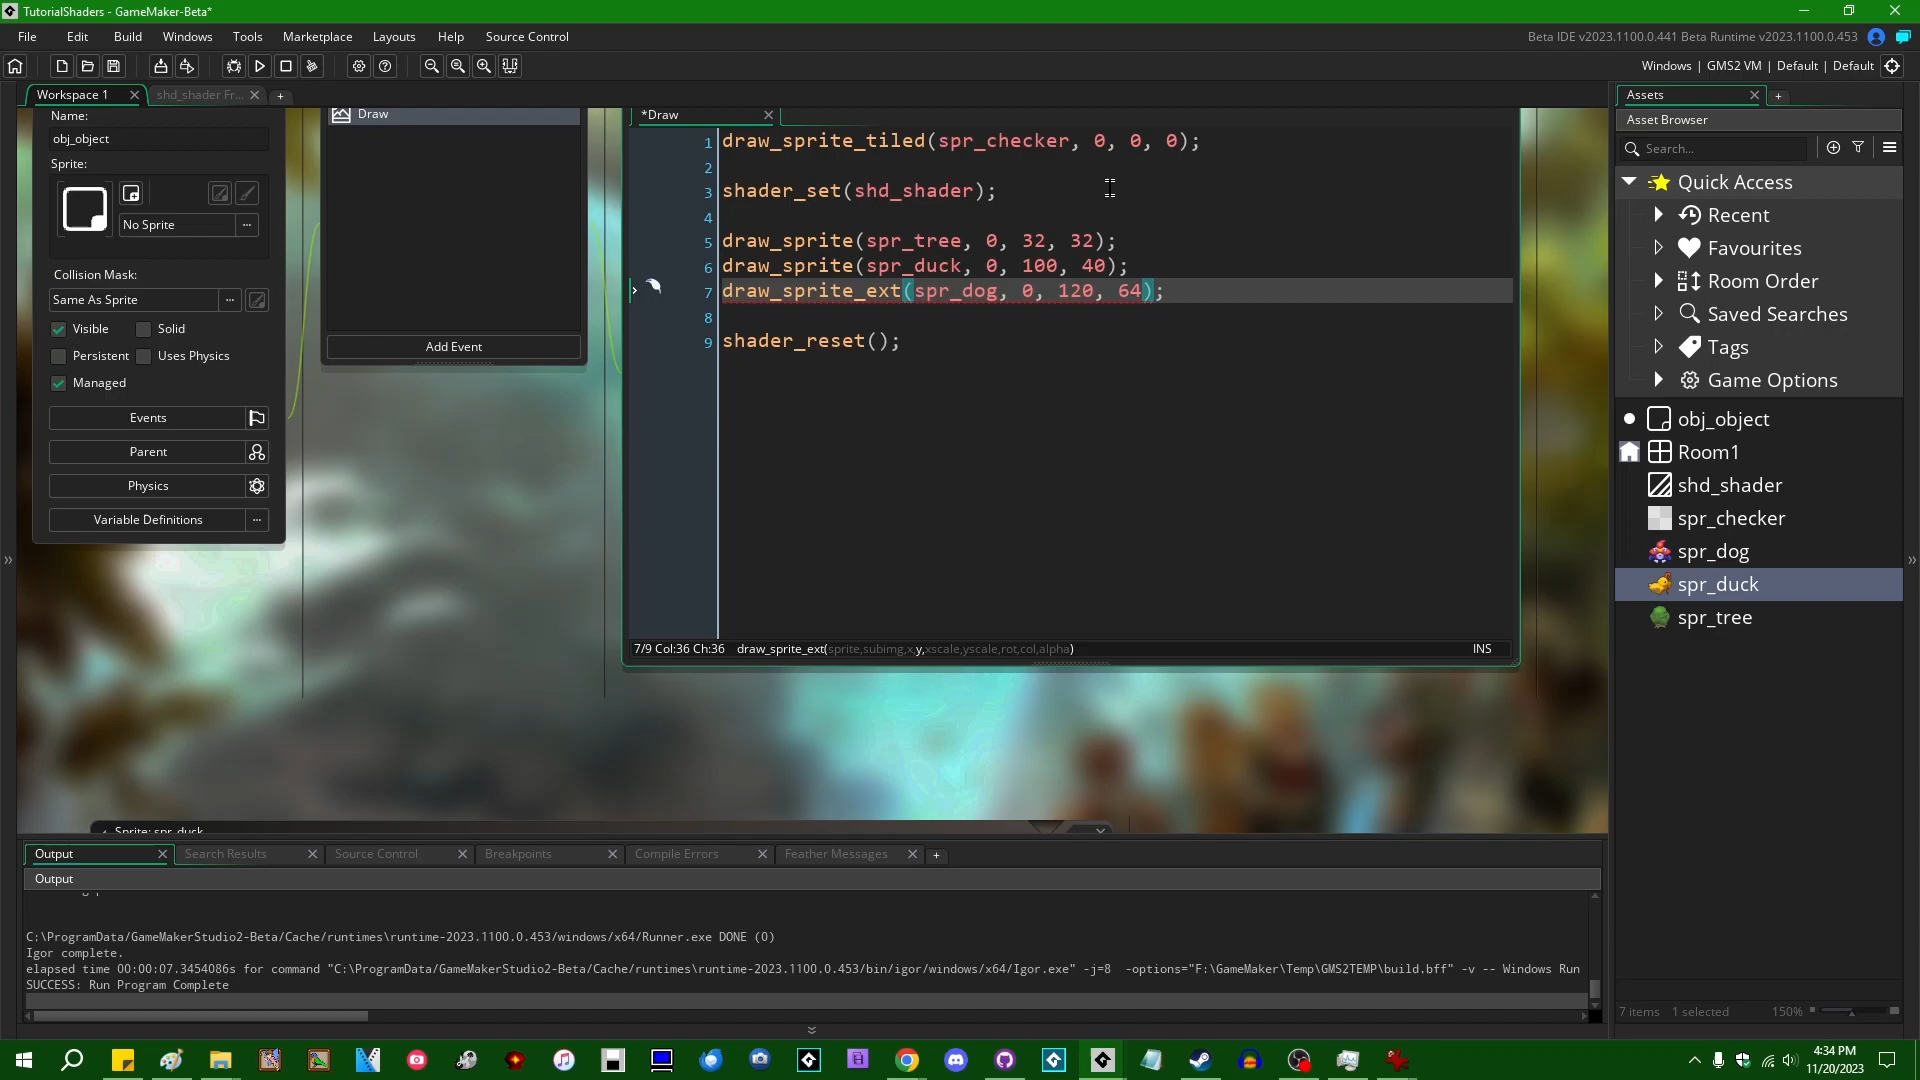 TutorialShaders - GameMaker-Beta*
File Edit Build Windows Tools Marketplace Layouts Help Source Control
Beta IDE v2023.1100.0.441 Beta Runtime v2023.1100.0.453
Windows | GMS2 VM | Default | Default
Workspace 1
shd_shader Fr...
Name:
obj_object
Sprite:
No Sprite
Collision Mask:
Same As Sprite
Visible
Solid
Persistent
Uses Physics
Managed
Events
Parent
Physics
Variable Definitions
Draw
Add Event
*Draw
1 draw_sprite_tiled(spr_checker, 0, 0, 0);
2
3 shader_set(shd_shader);
4
5 draw_sprite(spr_tree, 0, 32, 32);
6 draw_sprite(spr_duck, 0, 100, 40);
7 draw_sprite_ext(spr_dog, 0, 120, 64);
8
9 shader_reset();
7/9 Col:36 Ch:36 draw_sprite_ext(sprite,subimg,x,y,xscale,yscale,rot,col,alpha)
INS
Assets
Asset Browser
Search...
Quick Access
Recent
Favourites
Room Order
Saved Searches
Tags
Game Options
obj_object
Room1
shd_shader
spr_checker
spr_dog
spr_duck
spr_tree
7 items 1 selected
150%
Sprite: spr_duck
Output
Search Results
Source Control
Breakpoints
Compile Errors
Feather Messages
Output
C:\ProgramData/GameMakerStudio2-Beta/Cache/runtimes\runtime-2023.1100.0.453/windows/x64/Runner.exe DONE (0)
Igor complete.
elapsed time 00:00:07.3454086s for command "C:\ProgramData/GameMakerStudio2-Beta/Cache/runtimes\runtime-2023.1100.0.453/bin/igor/windows/x64/Igor.exe" -j=8 -options="F:\GameMaker\Temp\GMS2TEMP\build.bff" -v -- Windows Run
SUCCESS: Run Program Complete
4:34 PM
11/20/2023